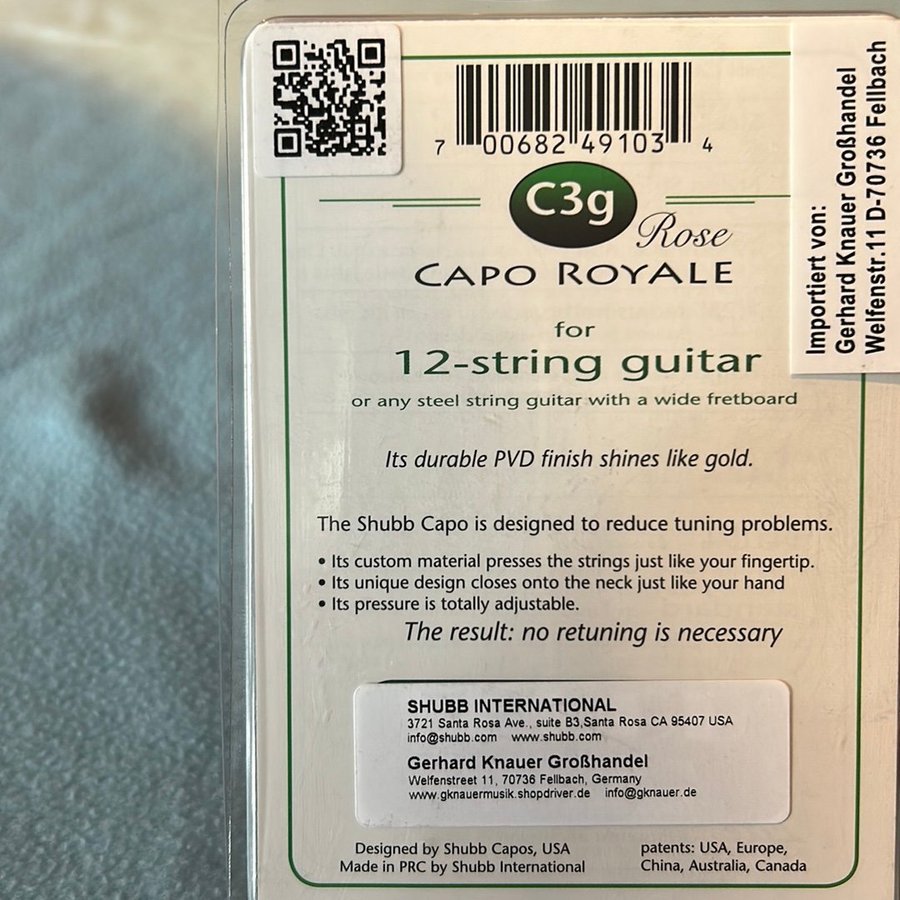 7 00682 49103 4
C3g
Rose
CAPO ROYALE
for
12-string guitar
or any steel string guitar with a wide fretboard
Its durable PVD finish shines like gold.
The Shubb Capo is designed to reduce tuning problems.
• Its custom material presses the strings just like your fingertip.
• Its unique design closes onto the neck just like your hand
• Its pressure is totally adjustable.
The result: no retuning is necessary
SHUBB INTERNATIONAL
3721 Santa Rosa Ave., suite B3,Santa Rosa CA 95407 USA
info@shubb.com www.shubb.com
Gerhard Knauer Großhandel
Welfenstreet 11, 70736 Fellbach, Germany
www.gknauermusik.shopdriver.de info@gknauer.de
Designed by Shubb Capos, USA
Made in PRC by Shubb International
patents: USA, Europe,
China, Australia, Canada
Importiert von:
Gerhard Knauer Großhandel
Welfenstr.11 D-70736 Fellbach